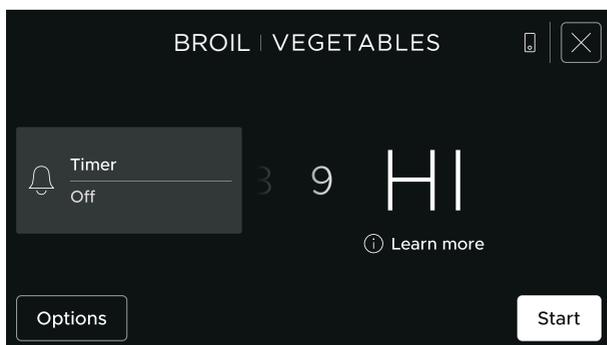 BROIL | VEGETABLES
Timer
Off
9 HI
Learn more
Options
Start